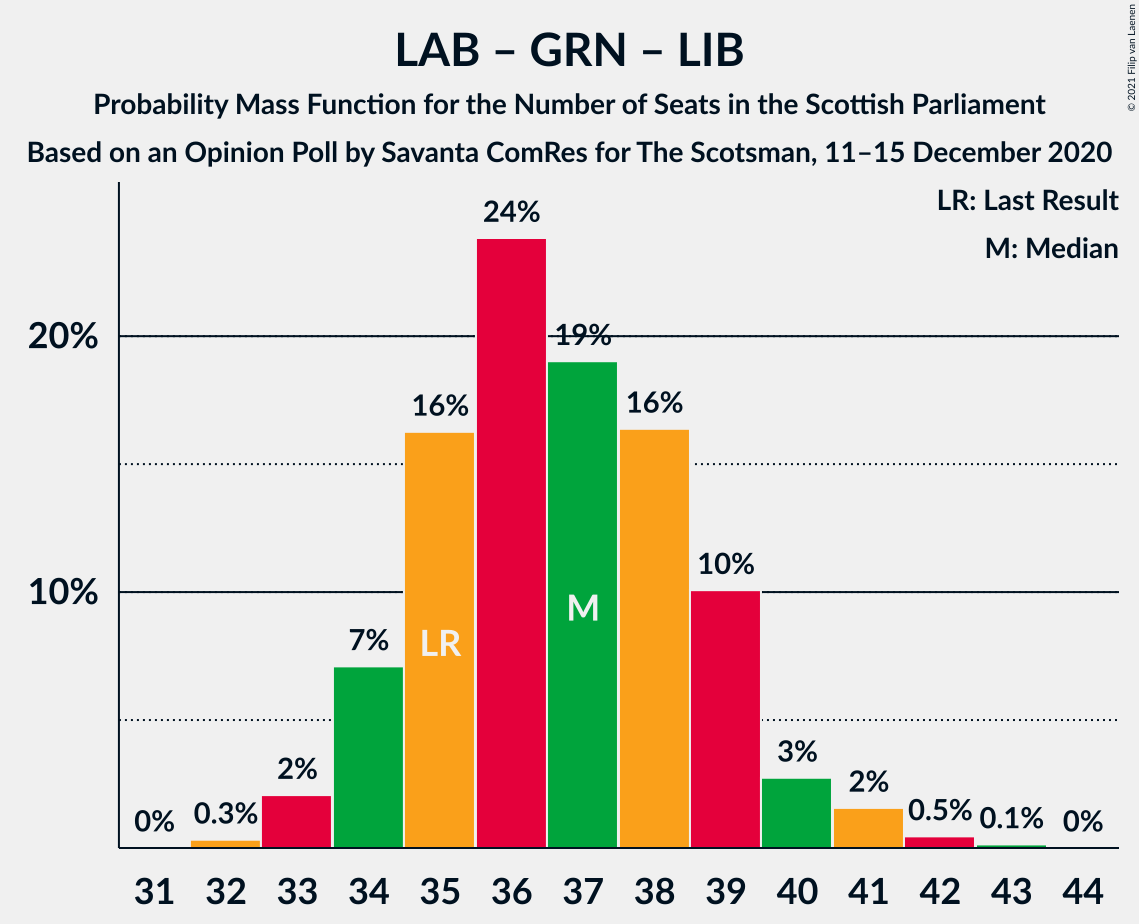 LAB – GRN – LIB
Probability Mass Function for the Number of Seats in the Scottish Parliament
Based on an Opinion Poll by Savanta ComRes for The Scotsman, 11–15 December 2020
© 2021 Filip van Laenen
LR: Last Result
M: Median
20%
10%
0%
0.3%
2%
7%
16%
24%
19%
16%
10%
3%
2%
0.5%
0.1%
0%
LR
M
31 32 33 34 35 36 37 38 39 40 41 42 43 44